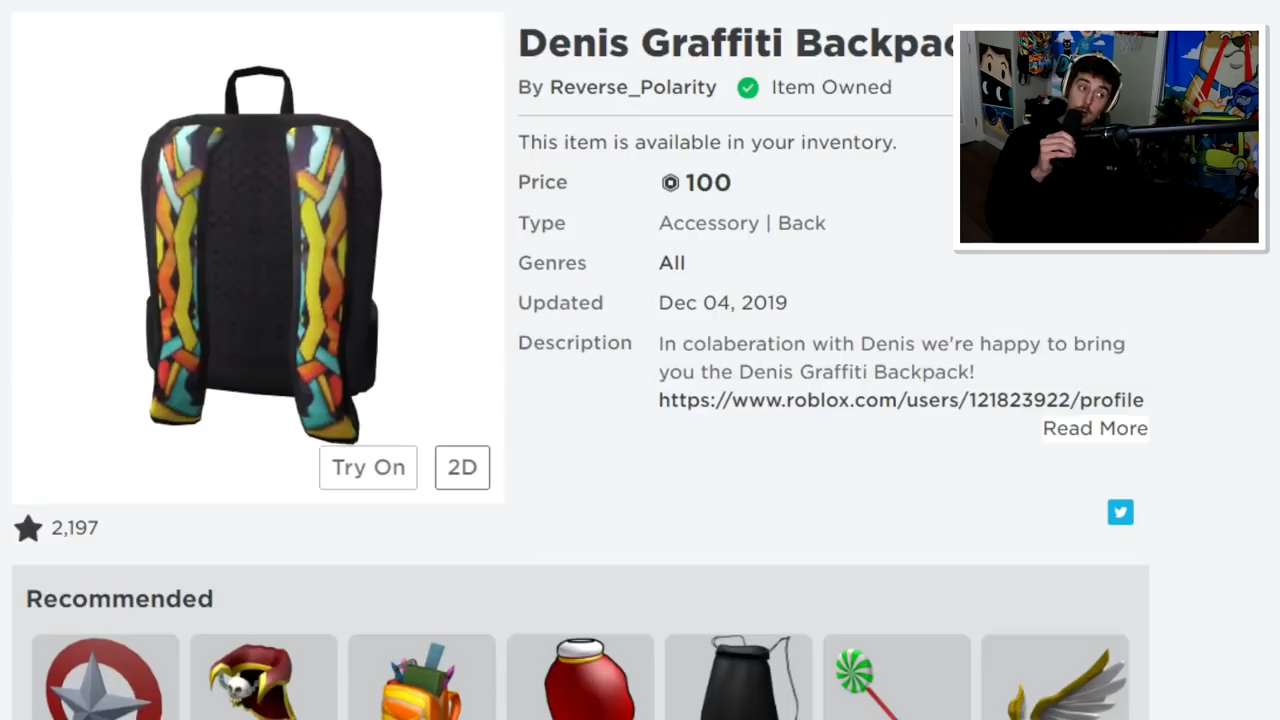 Denis Graffiti Backpac
By Reverse_Polarity Item Owned
This item is available in your inventory.
Price 100
Type Accessory | Back
Genres All
Updated Dec 04, 2019
Description In colaberation with Denis we're happy to bring
you the Denis Graffiti Backpack!
https://www.roblox.com/users/121823922/profile
Read More
Try On 2D
2,197
Recommended